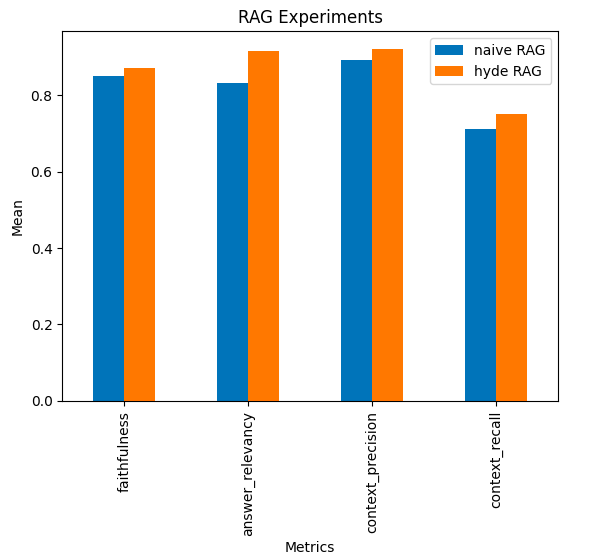 RAG Experiments
naive RAG
hyde RAG
Mean
0.8
0.6
0.4
0.2
0.0
faithfulness
answer_relevancy
context_precision
context_recall
Metrics